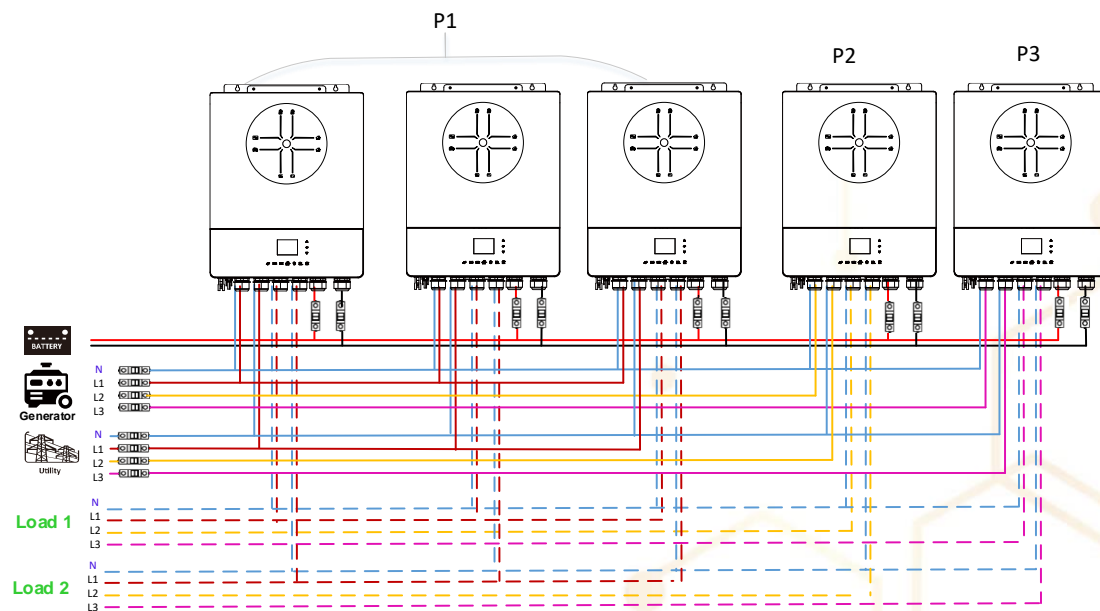 P1
P2
P3
BATTERY
N
L1
L2
L3
Generator
N
L1
L2
L3
Utility
N
L1
L2
L3
Load 1
N
L1
L2
L3
Load 2